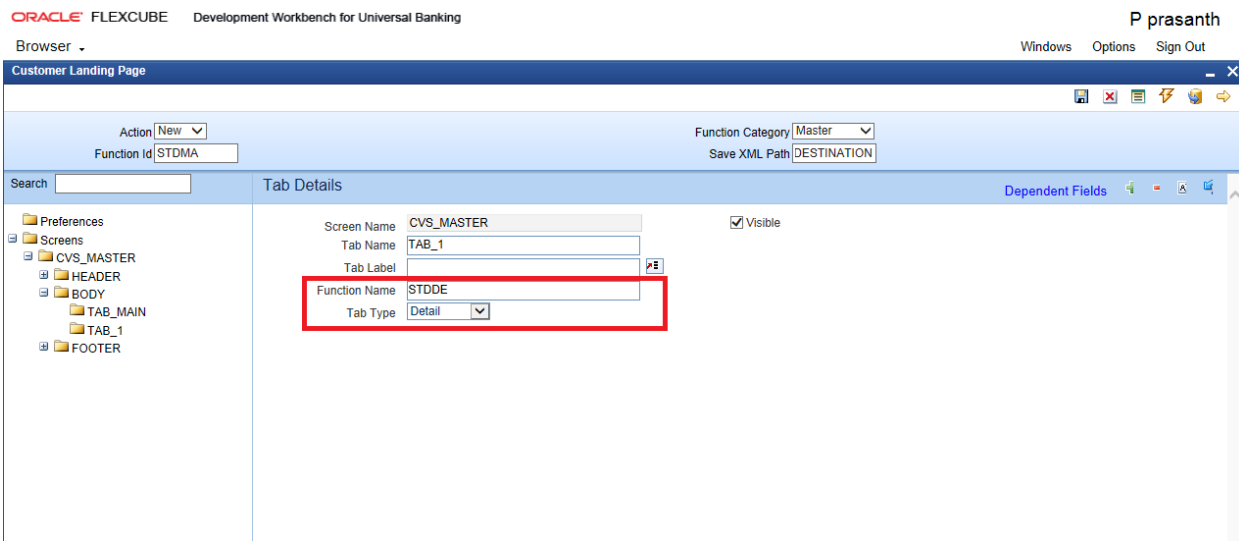 ORACLE FLEXCUBE Development Workbench for Universal Banking P prasanth
Browser Windows Options Sign Out
Customer Landing Page
Action New Function Category Master
Function Id STDMA Save XML Path DESTINATION
Search Tab Details Dependent Fields
Preferences Screen Name CVS_MASTER Visible
Screens Tab Name TAB_1
CVS_MASTER Tab Label
HEADER Function Name STDDE
BODY Tab Type Detail
TAB_MAIN
TAB_1
FOOTER